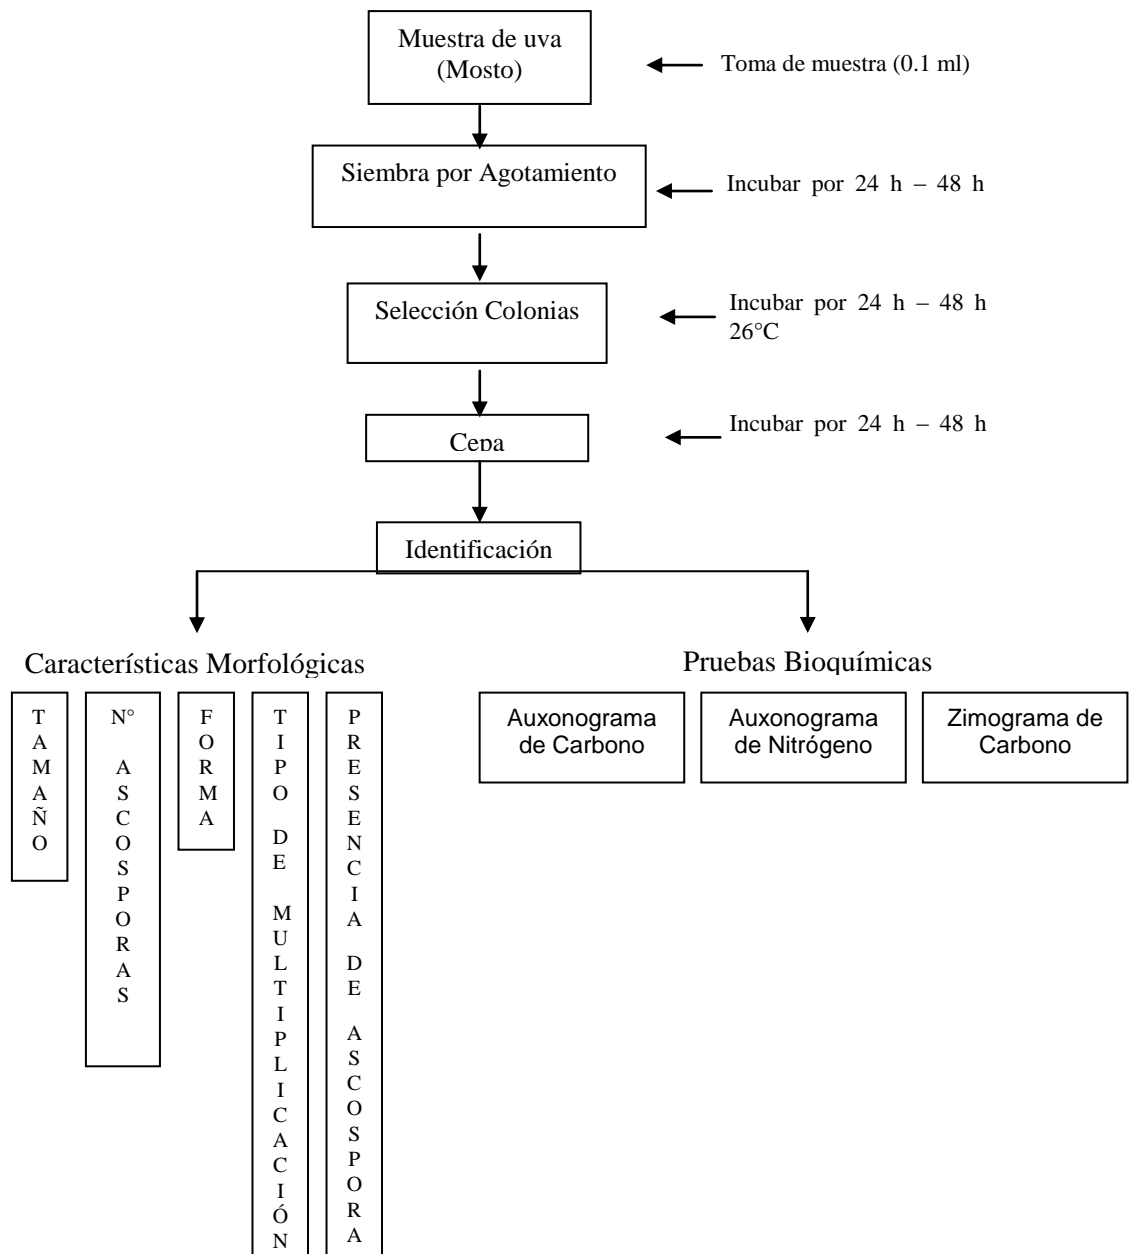 Muestra de uva
(Mosto)
Toma de muestra (0.1 ml)
Siembra por Agotamiento
Incubar por 24 h – 48 h
Selección Colonias
Incubar por 24 h – 48 h
26°C
Cepa
Incubar por 24 h – 48 h
Identificación
Características Morfológicas
Pruebas Bioquímicas
TAMAÑO
N° ASCOSPORAS
FORMA
TIPO DE MULTIPLICACIÓN
PRESENCIA DE ASCOSPORA
Auxonograma
de Carbono
Auxonograma
de Nitrógeno
Zimograma de
Carbono